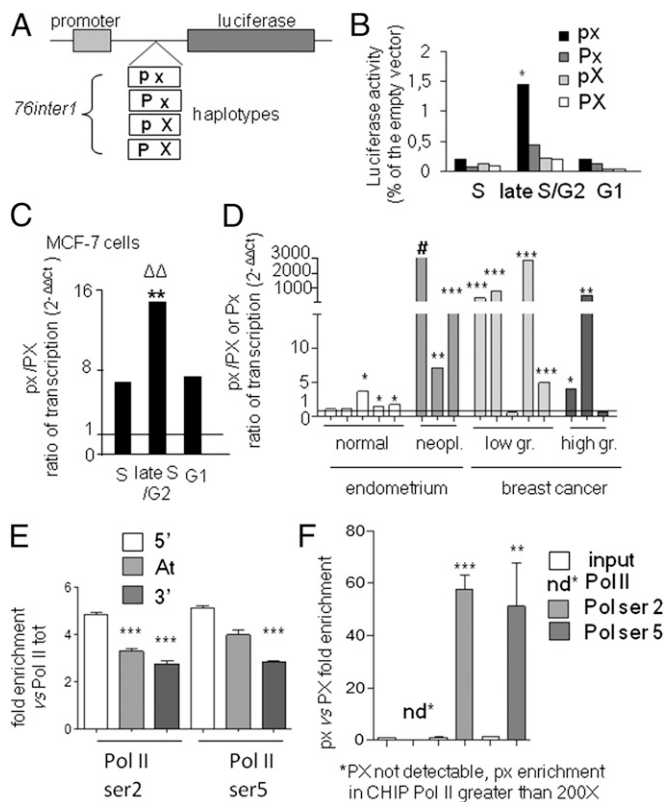 A
promoter
luciferase
76inter1
p x
P x
p X
P X
haplotypes
B
px
Px
pX
PX
Luciferase activity
(% of the empty vector)
2
1,5
1
0,5
0
*
S late S/G2 G1
C
MCF-7 cells
px /PX
ratio of transcription (2-ΔΔct)
16
8
1
0
ΔΔ
**
S late S G1
/G2
D
px /PX or Px
ratio of transcription (2-ΔΔCt)
3000
2000
1000
10
5
1
0
*
*
*
#
**
***
***
***
***
***
*
**
normal neopl. low gr. high gr.
endometrium breast cancer
E
5'
At
3'
fold enrichment
vs Pol II tot
6
4
2
0
***
***
***
Pol II Pol II
ser2 ser5
F
px vs PX fold enrichment
80
60
40
20
0
nd*
***
**
input
nd* Pol II
Pol ser 2
Pol ser 5
*PX not detectable, px enrichment
in CHIP Pol II greater than 200X